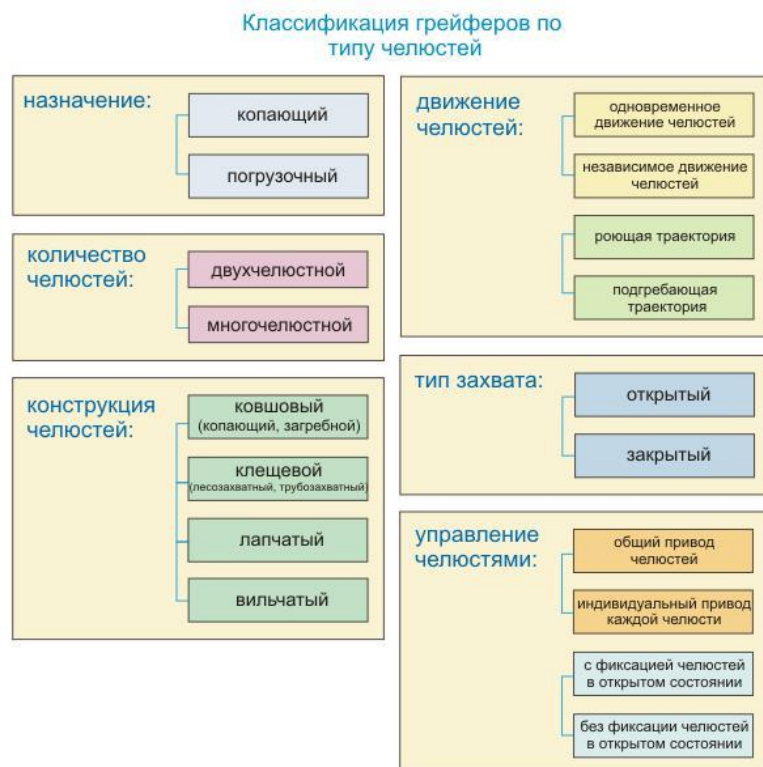 Классификация грейферов по
типу челюстей
назначение:
копающий
погрузочный
количество
челюстей:
двухчелюстной
многочелюстной
конструкция
челюстей:
ковшовый
(копающий, загребной)
клещевой
(лесозахватный, трубозахватный)
лапчатый
вильчатый
движение
челюстей:
одновременное
движение челюстей
независимое движение
челюстей
роющая траектория
подгребающая
траектория
тип захвата:
открытый
закрытый
управление
челюстями:
общий привод
челюстей
индивидуальный привод
каждой челюсти
с фиксацией челюстей
в открытом состоянии
без фиксации челюстей
в открытом состоянии